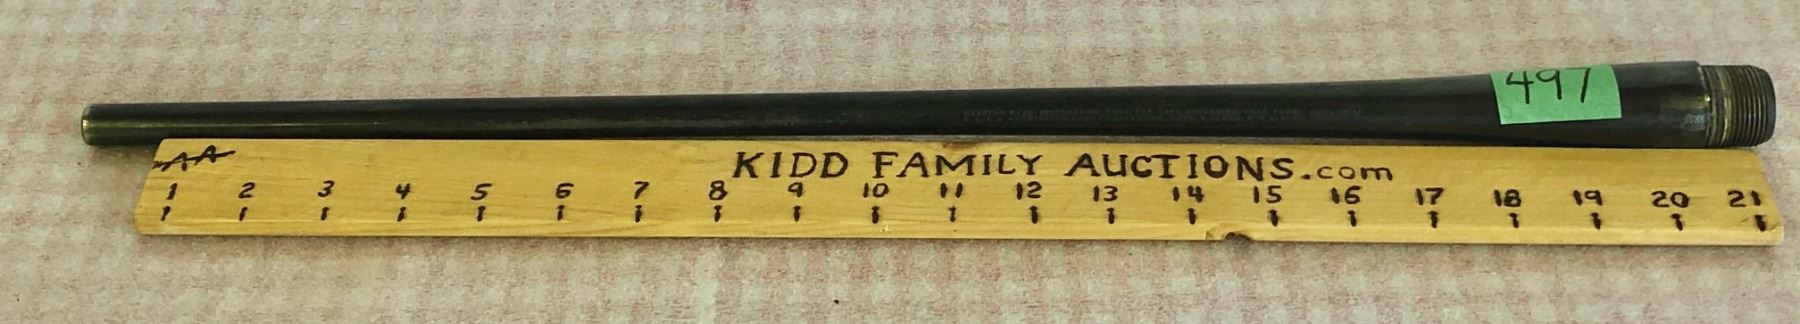 497
AA
KIDD FAMILY AUCTIONS.com
1 2 3 4 5 6 7 8 9 10 11 12 13 14 15 16 17 18 19 20 21